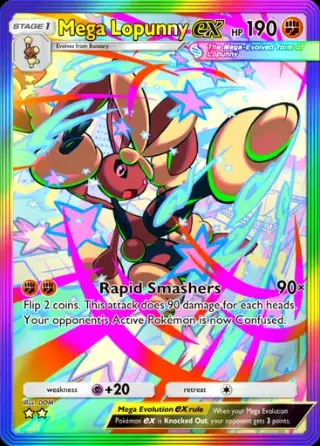 STAGE 1
Mega Lopunny ex HP 190
Evolves from Buneary
The Mega-Evolved form of
Lopunny
Rapid Smashers 90×
Flip 2 coins. This attack does 90 damage for each heads.
Your opponent's Active Pokémon is now Confused.
weakness +20 retreat
Illus. DOM
Mega Evolution ex rule
When your Mega Evolution
Pokémon ex is Knocked Out, your opponent gets 3 points.